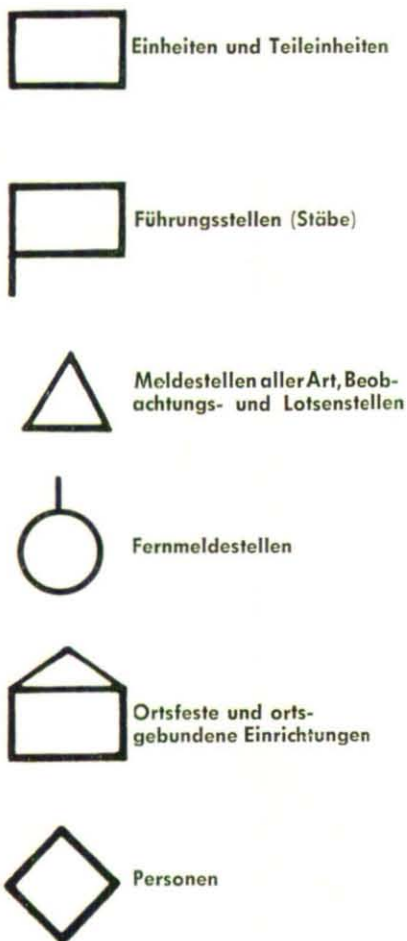 Einheiten und Teileinheiten
Führungsstellen (Stäbe)
Meldestellen aller Art, Beob-
achtungs- und Lotsenstellen
Fernmeldestellen
Ortsfeste und orts-
gebundene Einrichtungen
Personen